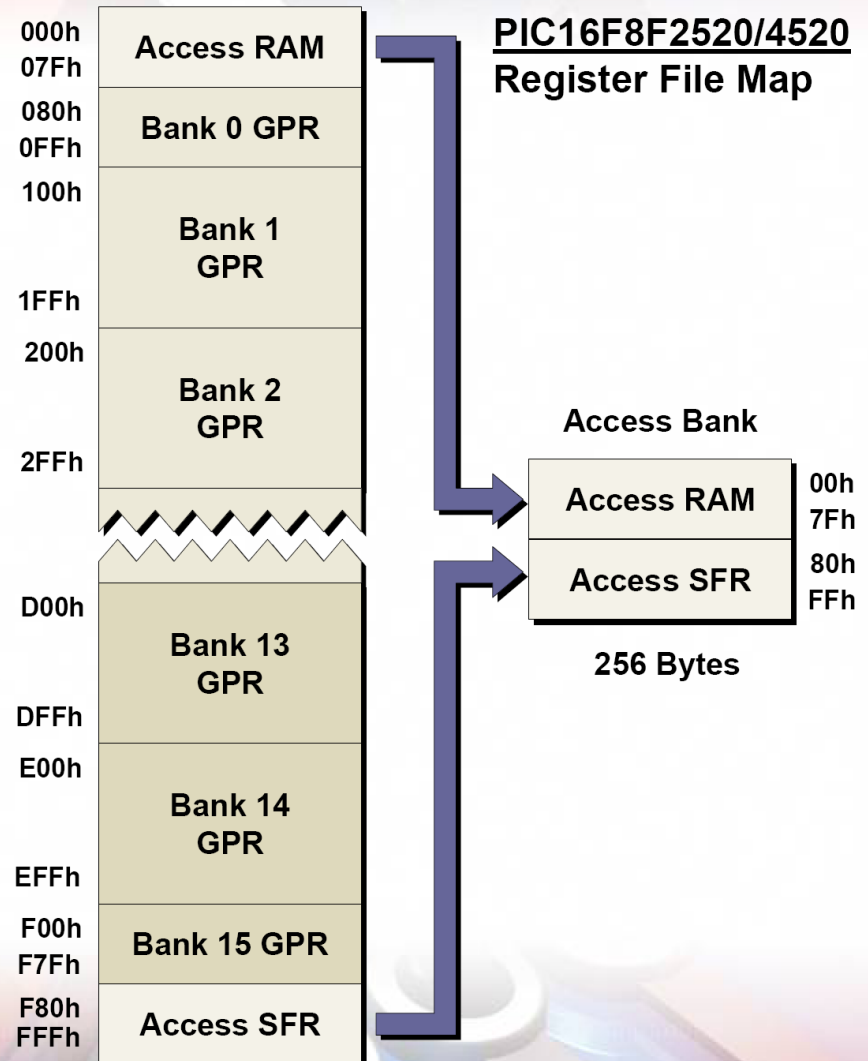 PIC16F8F2520/4520
Register File Map
000h
07Fh
Access RAM
080h
0FFh
Bank 0 GPR
100h
Bank 1
GPR
1FFh
200h
Bank 2
GPR
2FFh
Access Bank
Access RAM
00h
7Fh
Access SFR
80h
FFh
256 Bytes
D00h
Bank 13
GPR
DFFh
E00h
Bank 14
GPR
EFFh
F00h
F7Fh
Bank 15 GPR
F80h
FFFh
Access SFR